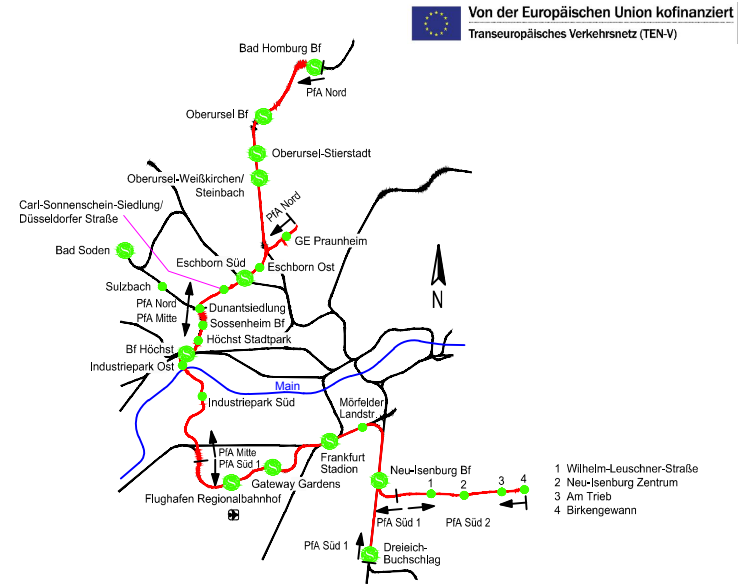 Von der Europäischen Union kofinanziert
Transeuropäisches Verkehrsnetz (TEN-V)
Bad Homburg Bf
PfA Nord
Oberursel Bf
Oberursel-Stierstadt
Oberursel-Weißkirchen/
Steinbach
Carl-Sonnenschein-Siedlung/
Düsseldorfer Straße
PfA Nord
GE Praunheim
Bad Soden
Eschborn Süd
Eschborn Ost
Sulzbach
PfA Nord
PfA Mitte
N
Dunantsiedlung
Sossenheim Bf
Höchst Stadtpark
Bf Höchst
Industriepark Ost
Main
Industriepark Süd
Mörfelder
Landstr.
PfA Mitte
PfA Süd 1
Frankfurt
Stadion
Gateway Gardens
Flughafen Regionalbahnhof
Neu-Isenburg Bf
1
2
3
4
1 Wilhelm-Leuschner-Straße
2 Neu-Isenburg Zentrum
3 Am Trieb
4 Birkengewann
PfA Süd 1
PfA Süd 2
PfA Süd 1
Dreieich-
Buchschlag